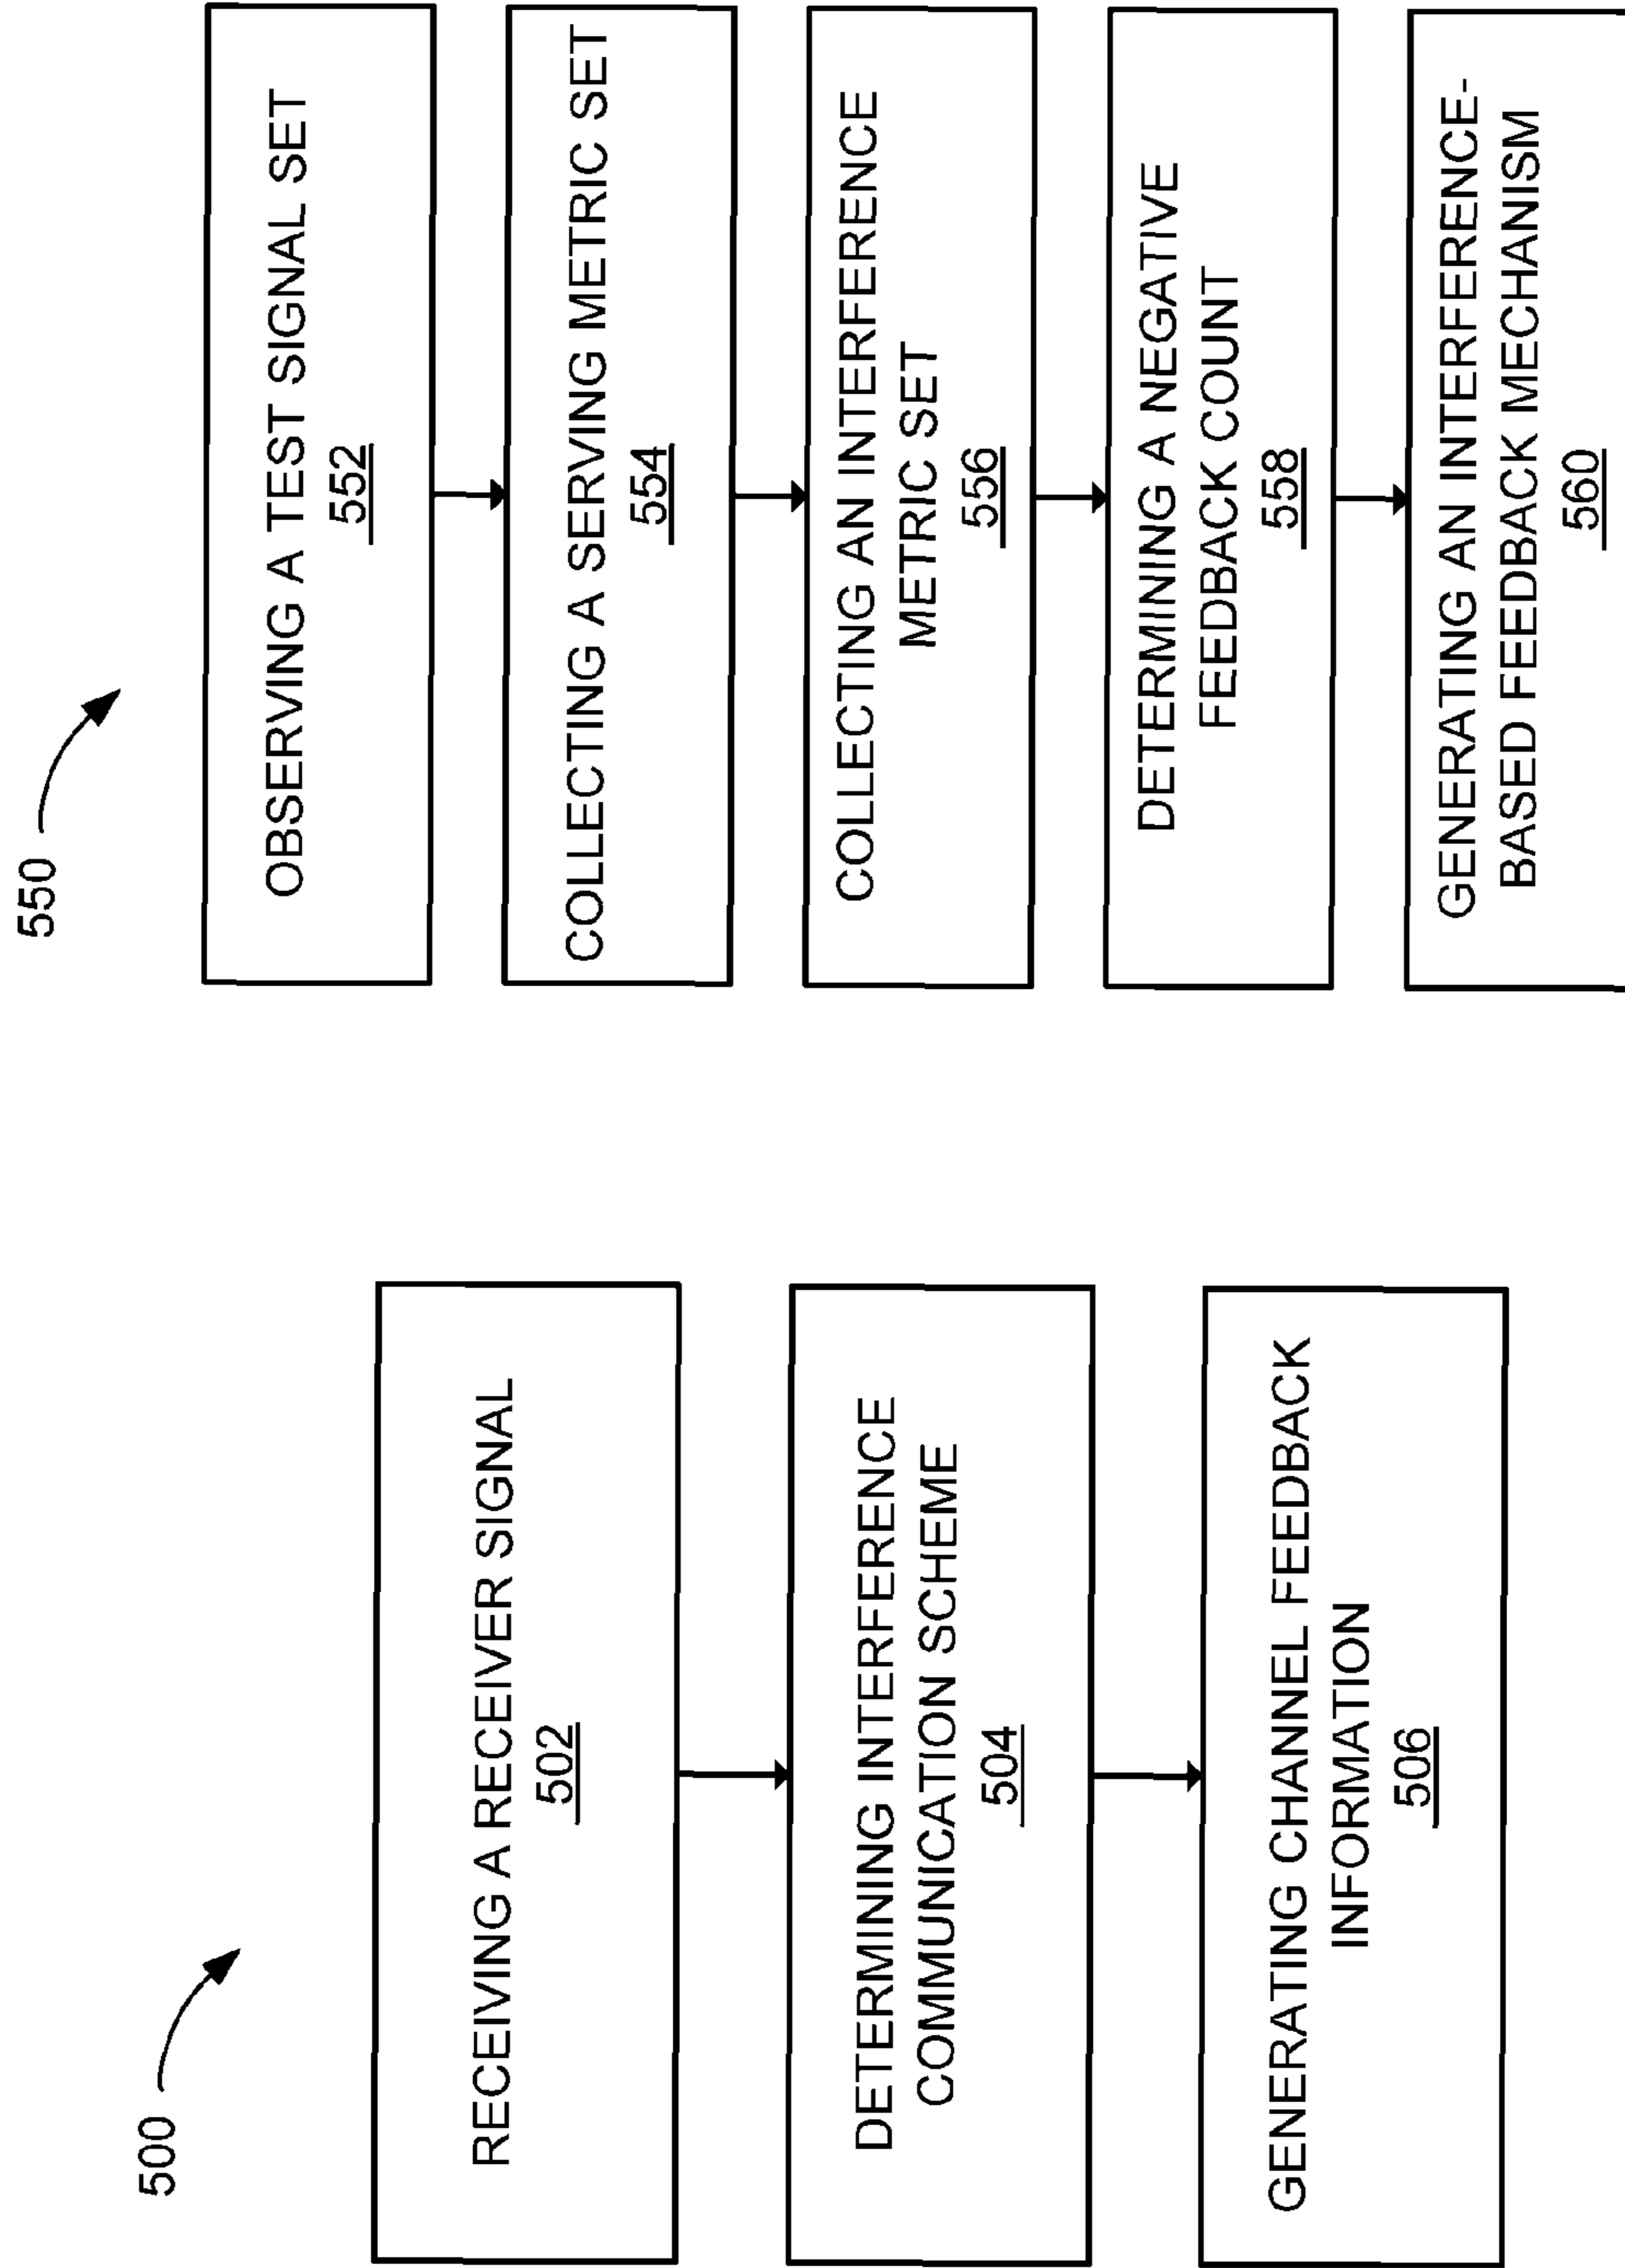 500
RECEIVING A RECEIVER SIGNAL
502
DETERMINING INTERFERENCE
COMMUNICATION SCHEME
504
GENERATING CHANNEL FEEDBACK
INFORMATION
506
550
OBSERVING A TEST SIGNAL SET
552
COLLECTING A SERVING METRIC SET
554
COLLECTING AN INTERFERENCE
METRIC SET
556
DETERMINING A NEGATIVE
FEEDBACK COUNT
558
GENERATING AN INTERFERENCE-
BASED FEEDBACK MECHANISM
560